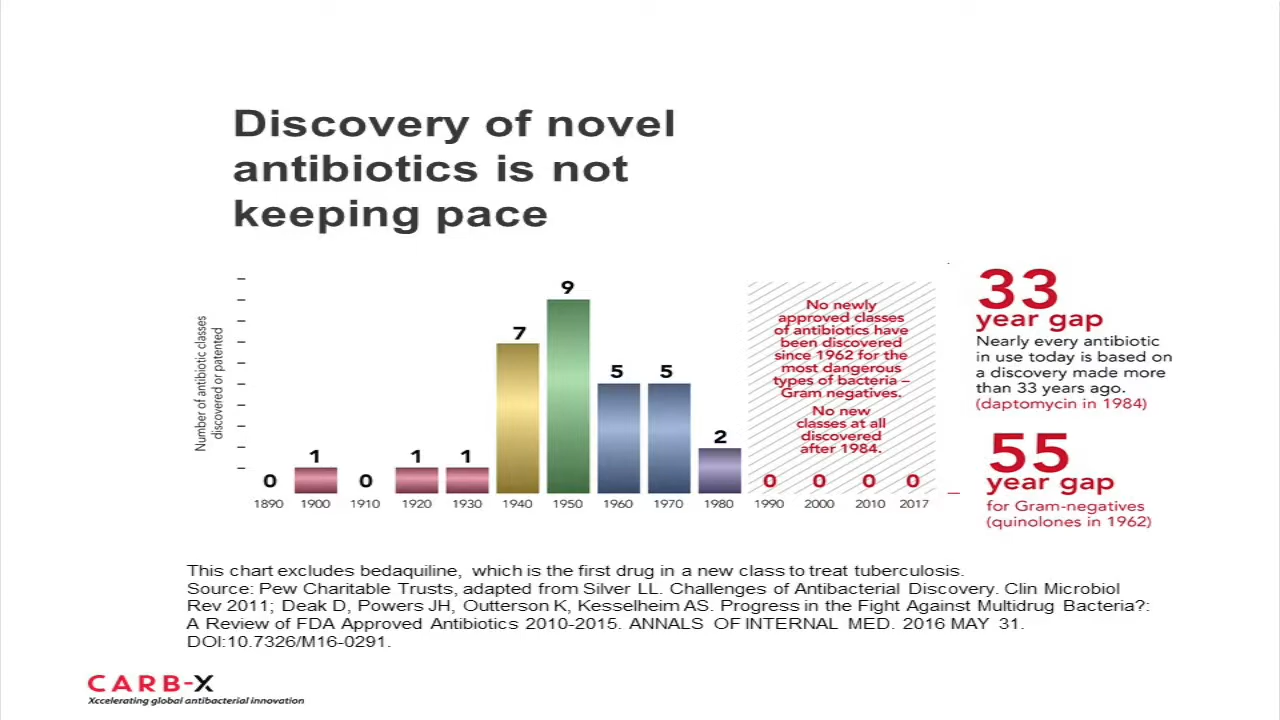 Discovery of novel
antibiotics is not
keeping pace
Number of antibiotic classes
discovered or patented
0
1
0
1
1
7
9
5
5
2
0
0
0
0
1890
1900
1910
1920
1930
1940
1950
1960
1970
1980
1990
2000
2010
2017
No newly
approved classes
of antibiotics have
been discovered
since 1962 for the
most dangerous
types of bacteria –
Gram negatives.
No new
classes at all
discovered
after 1984.
33
year gap
Nearly every antibiotic
in use today is based on
a discovery made more
than 33 years ago.
(daptomycin in 1984)
55
year gap
for Gram-negatives
(quinolones in 1962)
This chart excludes bedaquiline, which is the first drug in a new class to treat tuberculosis.
Source: Pew Charitable Trusts, adapted from Silver LL. Challenges of Antibacterial Discovery. Clin Microbiol
Rev 2011; Deak D, Powers JH, Outterson K, Kesselheim AS. Progress in the Fight Against Multidrug Bacteria?:
A Review of FDA Approved Antibiotics 2010-2015. ANNALS OF INTERNAL MED. 2016 MAY 31.
DOI:10.7326/M16-0291.
CARB-X
Xccelerating global antibacterial innovation